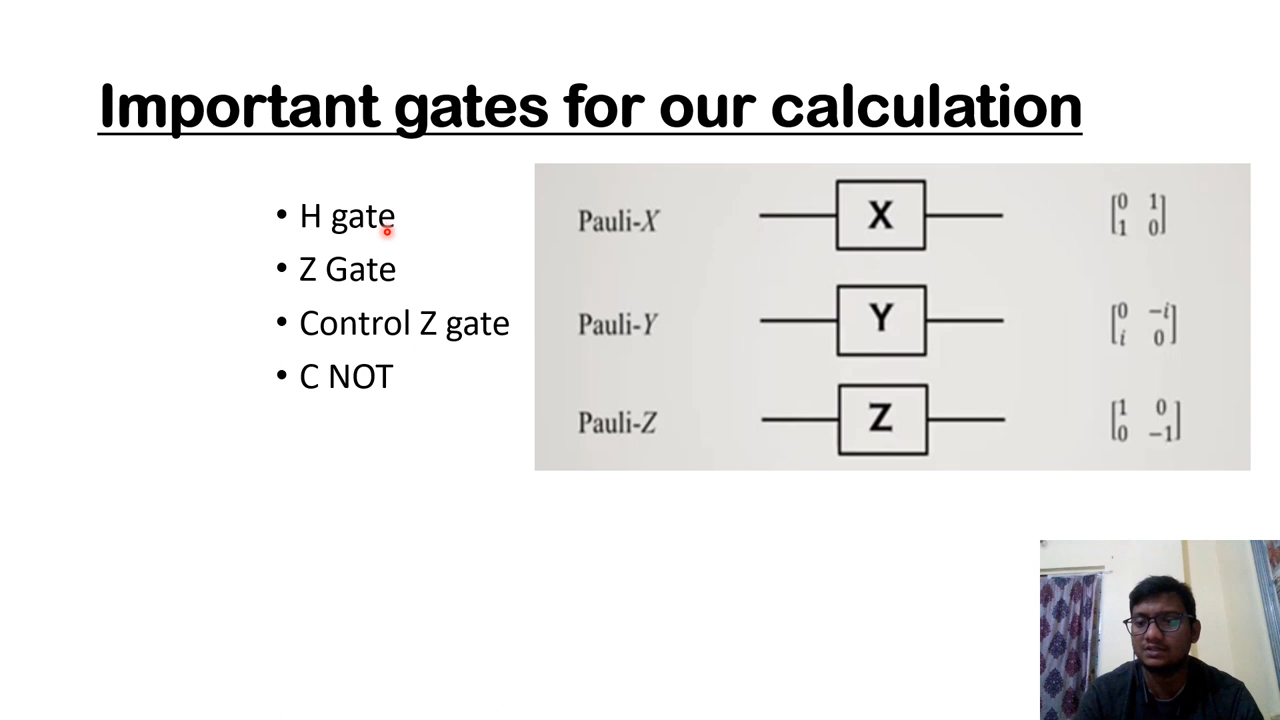 Important gates for our calculation
• H gate
• Z Gate
• Control Z gate
• C NOT
Pauli-X X [0 1
1 0]
Pauli-Y Y [0 −i
i 0]
Pauli-Z Z [1 0
0 −1]